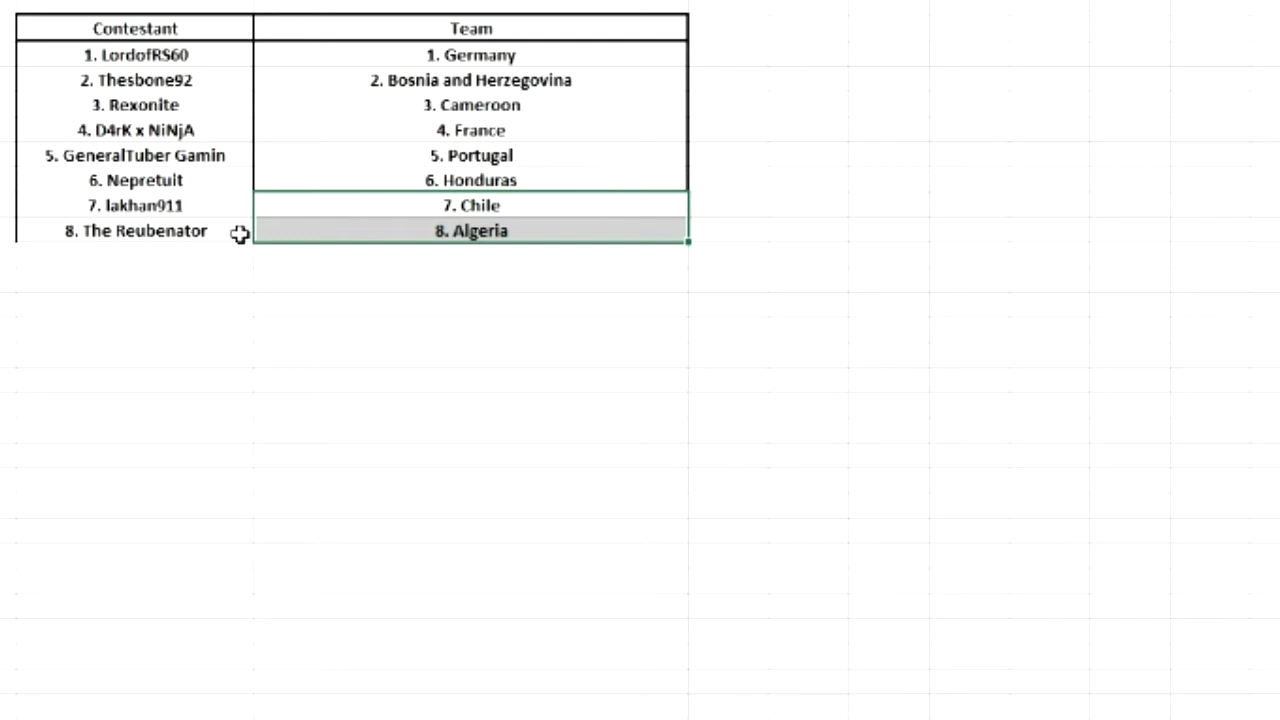 Contestant Team
1. LordofRS60 1. Germany
2. Thesbone92 2. Bosnia and Herzegovina
3. Rexonite 3. Cameroon
4. D4rK x NiNjA 4. France
5. GeneralTuber Gamin 5. Portugal
6. Nepretuit 6. Honduras
7. lakhan911 7. Chile
8. The Reubenator 8. Algeria